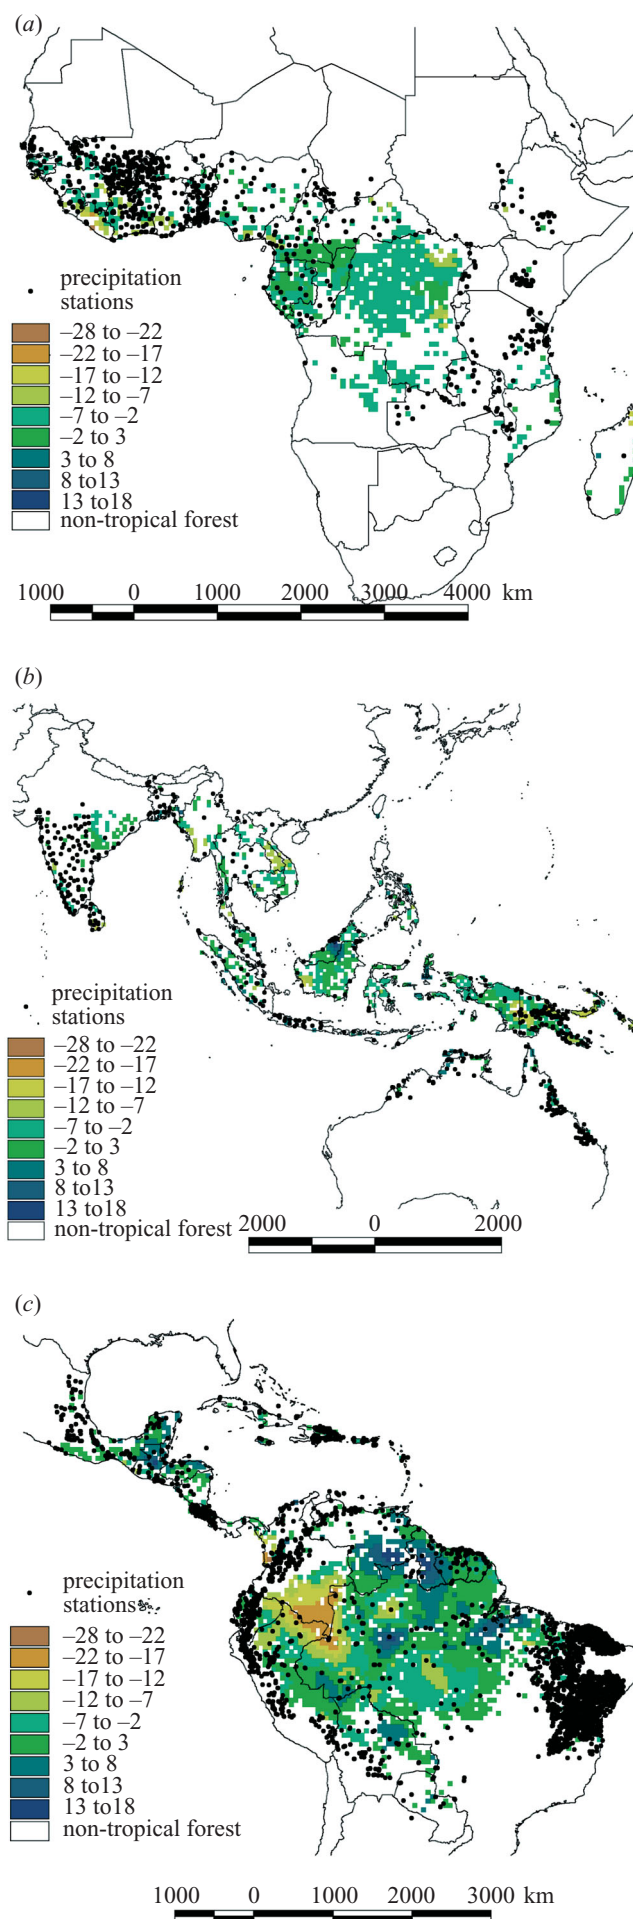 (a)
precipitation
stations
–28 to –22
–22 to –17
–17 to –12
–12 to –7
–7 to –2
–2 to 3
3 to 8
8 to13
13 to18
non-tropical forest
1000 0 1000 2000 3000 4000 km
(b)
precipitation
stations
–28 to –22
–22 to –17
–17 to –12
–12 to –7
–7 to –2
–2 to 3
3 to 8
8 to13
13 to18
non-tropical forest
2000 0 2000
(c)
precipitation
stations
–28 to –22
–22 to –17
–17 to –12
–12 to –7
–7 to –2
–2 to 3
3 to 8
8 to13
13 to18
non-tropical forest
1000 0 1000 2000 3000 km